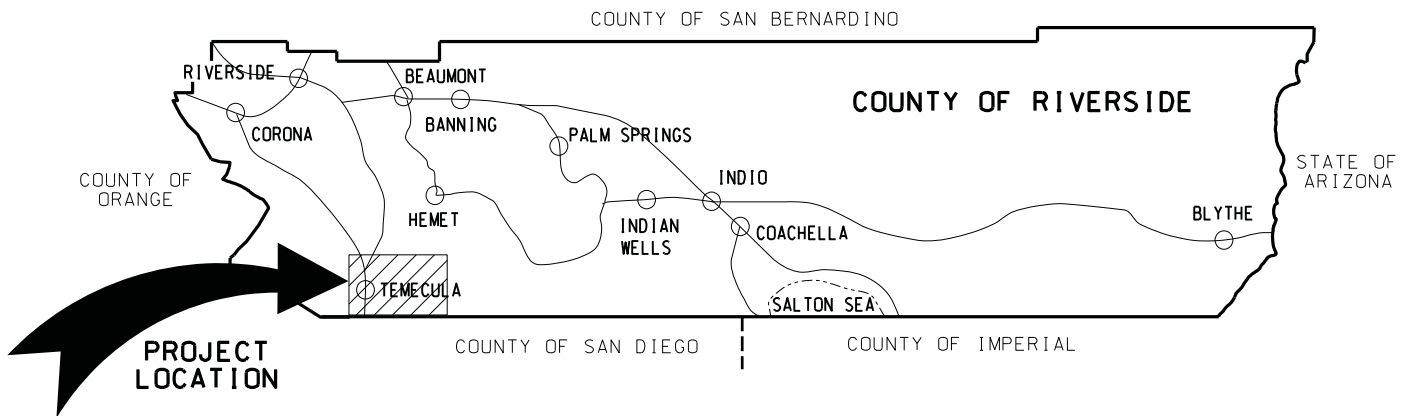 COUNTY OF SAN BERNARDINO
RIVERSIDE
BEAUMONT
COUNTY OF RIVERSIDE
BANNING
CORONA
PALM SPRINGS
STATE OF
ARIZONA
COUNTY OF
ORANGE
INDIO
HEMET
INDIAN
WELLS
COACHELLA
BLYTHE
TEMECULA
SALTON SEA
PROJECT
LOCATION
COUNTY OF SAN DIEGO
COUNTY OF IMPERIAL